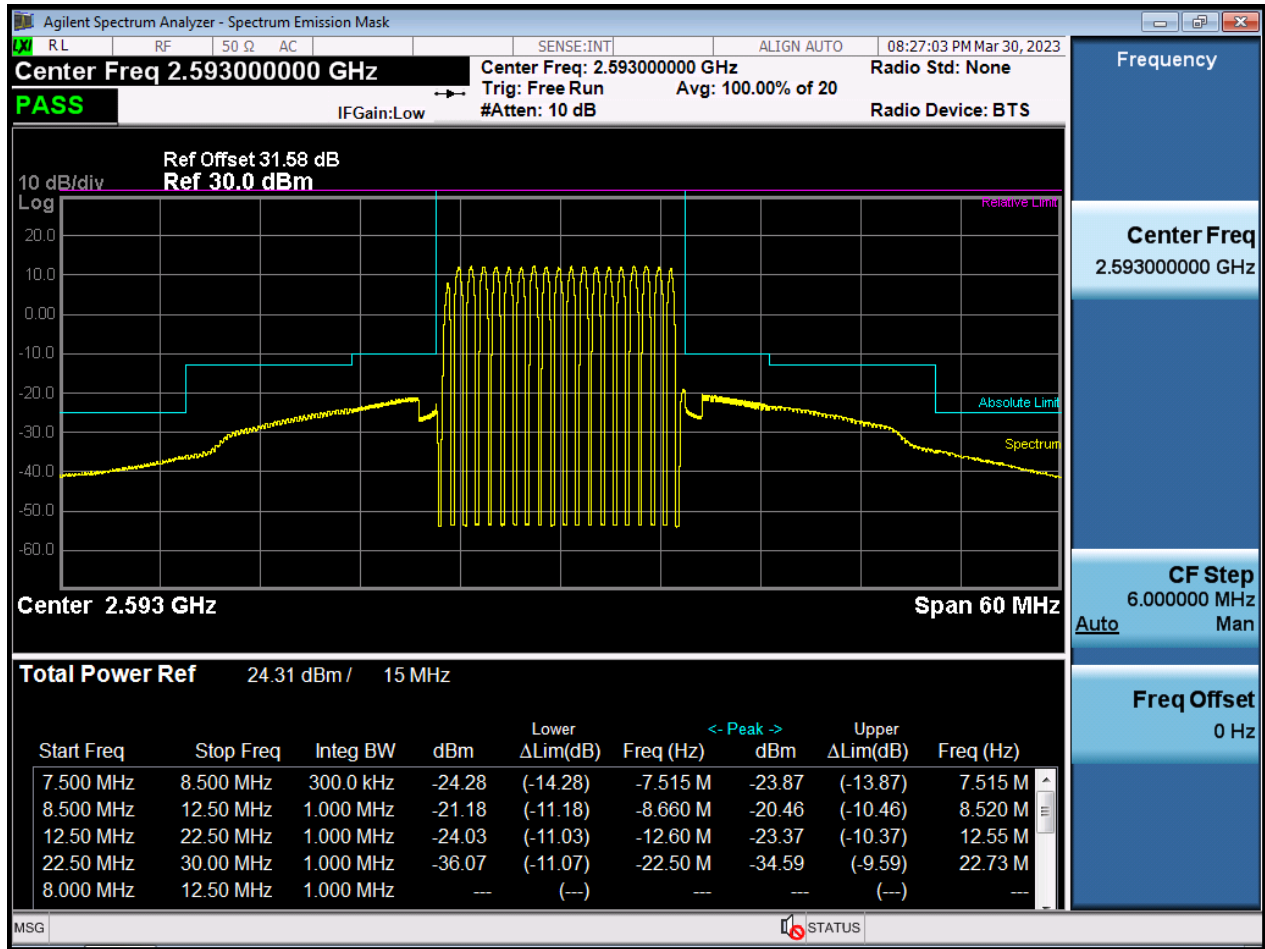 Agilent Spectrum Analyzer - Spectrum Emission Mask
LXI RL RF 50 Ω AC SENSE:INT ALIGN AUTO 08:27:03 PM Mar 30, 2023
Center Freq 2.593000000 GHz
Center Freq: 2.593000000 GHz Radio Std: None
Trig: Free Run Avg: 100.00% of 20
PASS
IFGain:Low #Atten: 10 dB Radio Device: BTS
Ref Offset 31.58 dB
10 dB/div Ref 30.0 dBm
Log
Relative Limit
20.0
10.0
0.00
-10.0
-20.0
Absolute Limit
-30.0
Spectrum
-40.0
-50.0
-60.0
Center 2.593 GHz Span 60 MHz
Total Power Ref 24.31 dBm / 15 MHz
Lower <- Peak -> Upper
Start Freq Stop Freq Integ BW dBm ΔLim(dB) Freq (Hz) dBm ΔLim(dB) Freq (Hz)
7.500 MHz 8.500 MHz 300.0 kHz -24.28 (-14.28) -7.515 M -23.87 (-13.87) 7.515 M
8.500 MHz 12.50 MHz 1.000 MHz -21.18 (-11.18) -8.660 M -20.46 (-10.46) 8.520 M
12.50 MHz 22.50 MHz 1.000 MHz -24.03 (-11.03) -12.60 M -23.37 (-10.37) 12.55 M
22.50 MHz 30.00 MHz 1.000 MHz -36.07 (-11.07) -22.50 M -34.59 (-9.59) 22.73 M
8.000 MHz 12.50 MHz 1.000 MHz --- (---) --- --- (---) ---
MSG STATUS
Frequency
Center Freq
2.593000000 GHz
CF Step
6.000000 MHz
Auto Man
Freq Offset
0 Hz